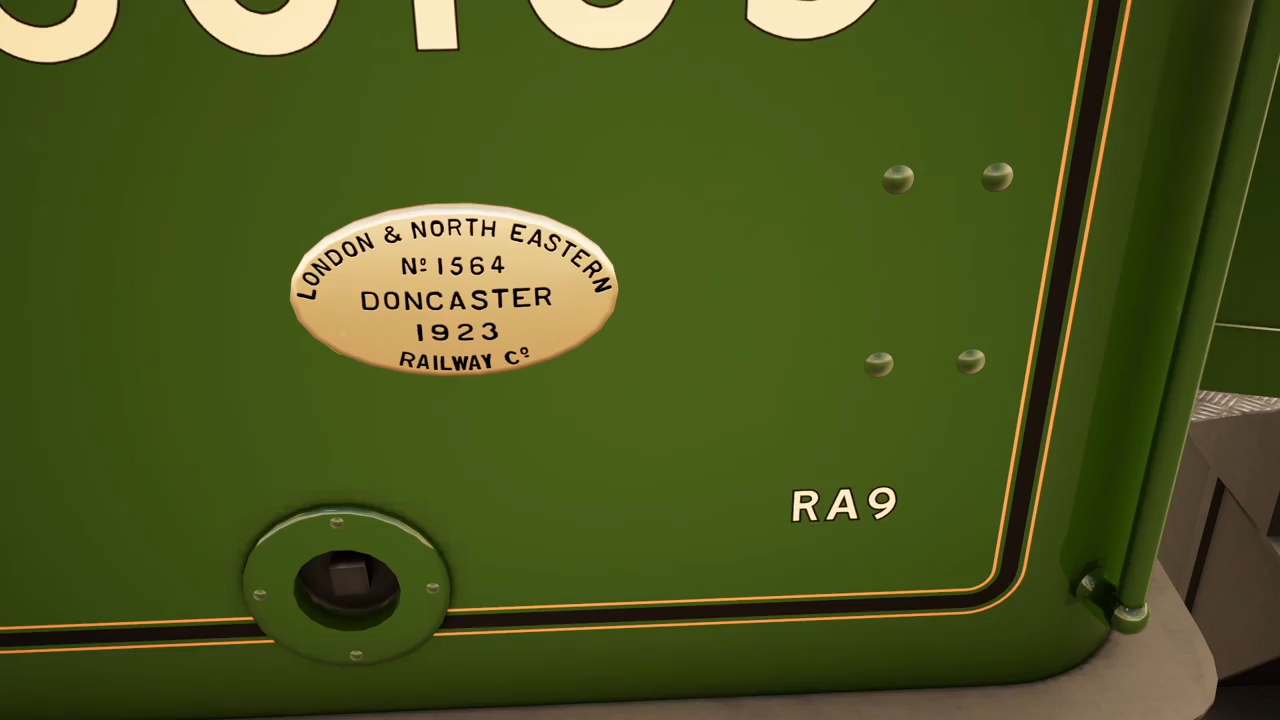 LONDON & NORTH EASTERN
Nº 1564
DONCASTER
1923
RAILWAY Cº
RA9